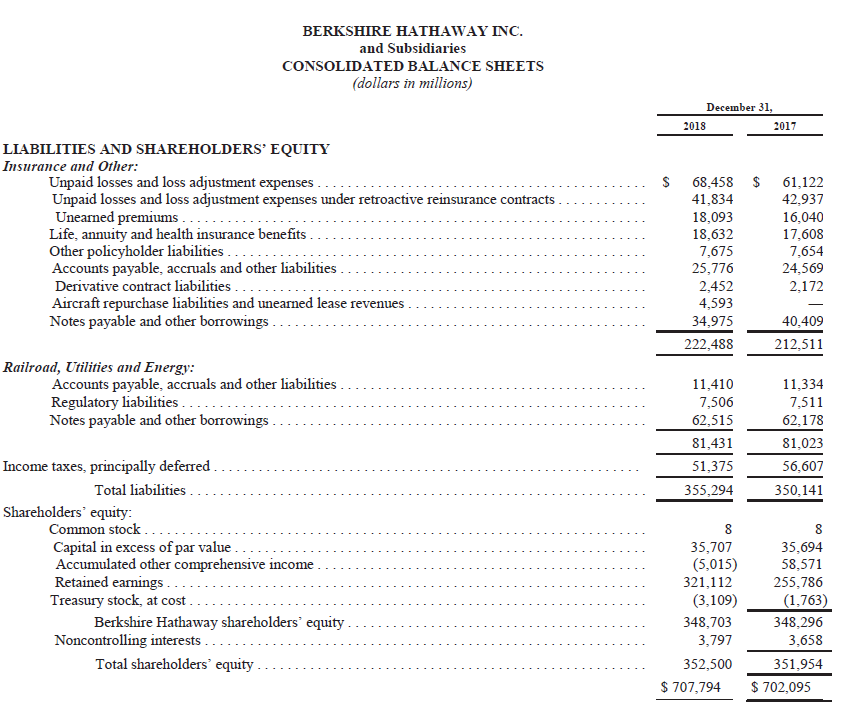 BERKSHIRE HATHAWAY INC.
and Subsidiaries
CONSOLIDATED BALANCE SHEETS
(dollars in millions)
December 31,
2018 2017
LIABILITIES AND SHAREHOLDERS’ EQUITY
Insurance and Other:
Unpaid losses and loss adjustment expenses $ 68,458 $ 61,122
Unpaid losses and loss adjustment expenses under retroactive reinsurance contracts 41,834 42,937
Unearned premiums 18,093 16,040
Life, annuity and health insurance benefits 18,632 17,608
Other policyholder liabilities 7,675 7,654
Accounts payable, accruals and other liabilities 25,776 24,569
Derivative contract liabilities 2,452 2,172
Aircraft repurchase liabilities and unearned lease revenues 4,593 —
Notes payable and other borrowings 34,975 40,409
222,488 212,511
Railroad, Utilities and Energy:
Accounts payable, accruals and other liabilities 11,410 11,334
Regulatory liabilities 7,506 7,511
Notes payable and other borrowings 62,515 62,178
81,431 81,023
Income taxes, principally deferred 51,375 56,607
Total liabilities 355,294 350,141
Shareholders’ equity:
Common stock 8 8
Capital in excess of par value 35,707 35,694
Accumulated other comprehensive income (5,015) 58,571
Retained earnings 321,112 255,786
Treasury stock, at cost (3,109) (1,763)
Berkshire Hathaway shareholders’ equity 348,703 348,296
Noncontrolling interests 3,797 3,658
Total shareholders’ equity 352,500 351,954
$ 707,794 $ 702,095